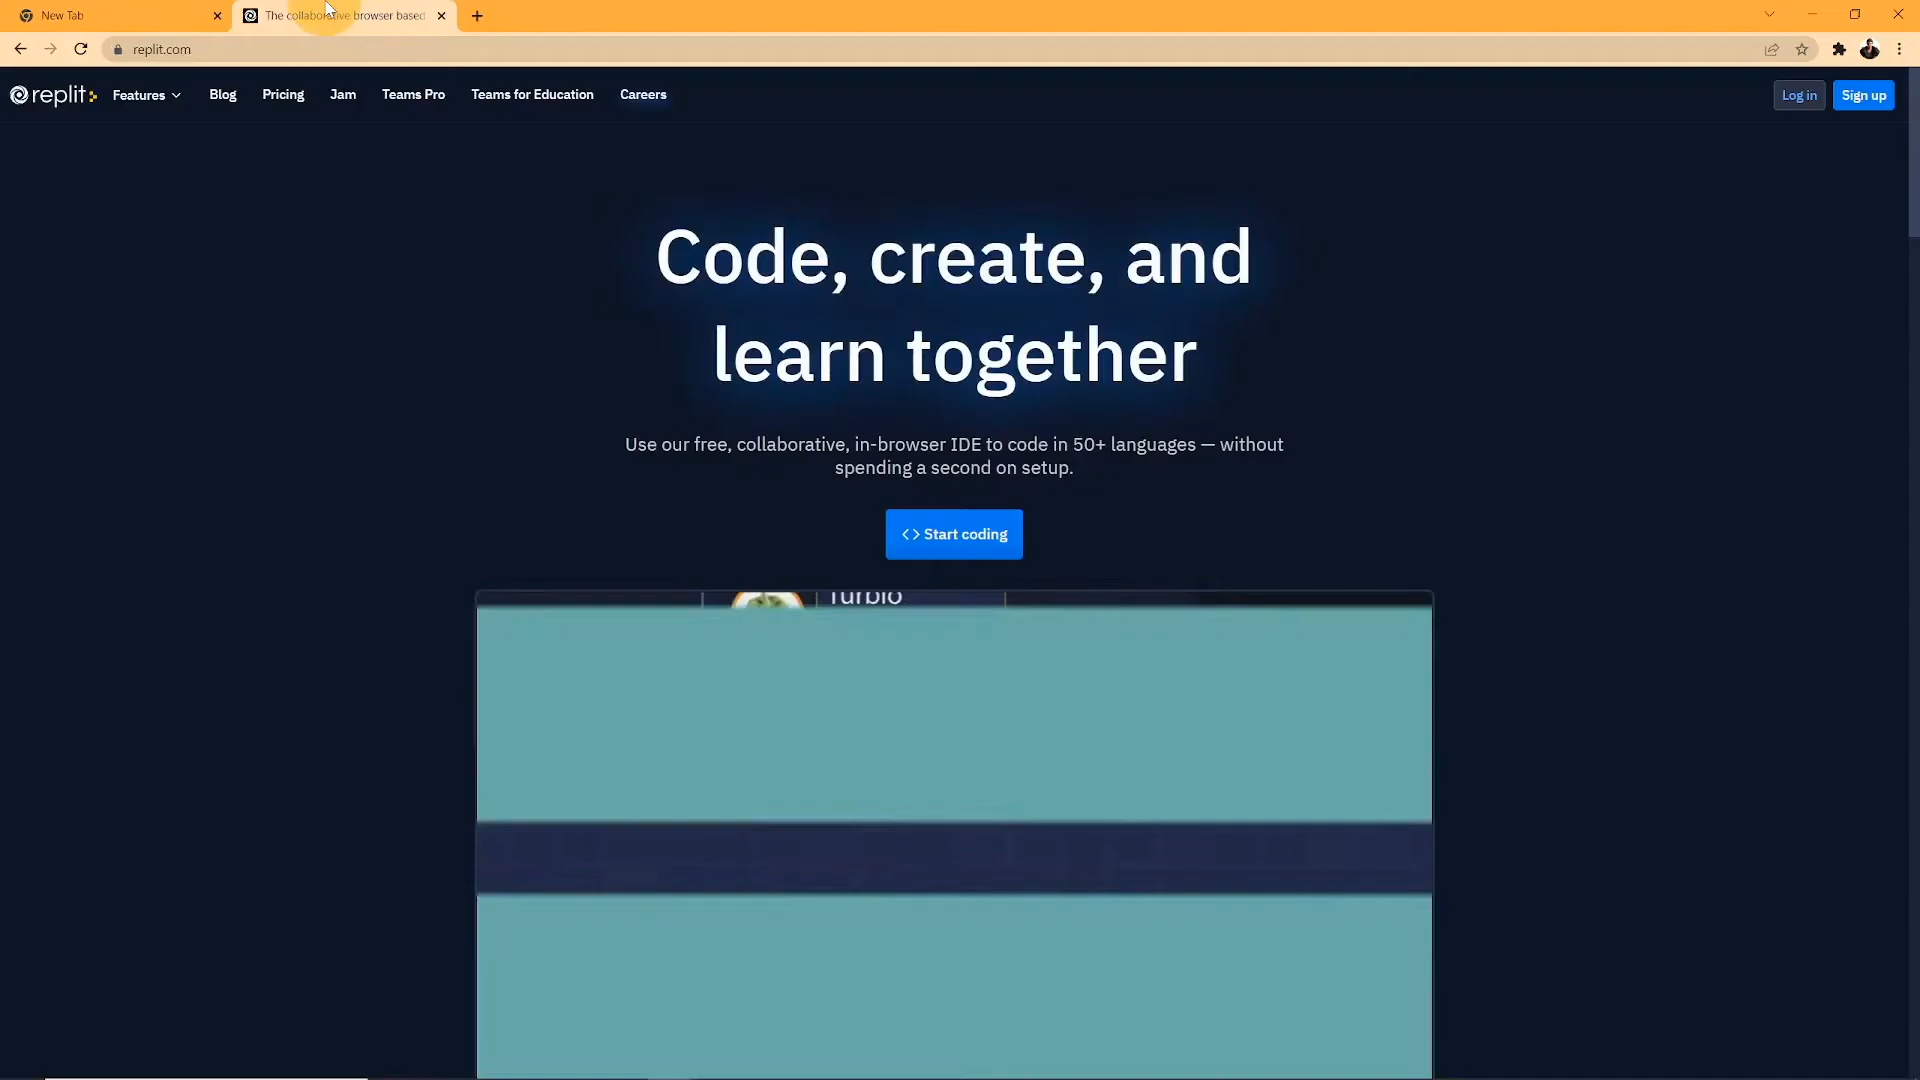 New Tab
The collaborative browser based
replit.com
replit
Features
Blog
Pricing
Jam
Teams Pro
Teams for Education
Careers
Log in
Sign up
Code, create, and
learn together
Use our free, collaborative, in-browser IDE to code in 50+ languages — without
spending a second on setup.
<> Start coding